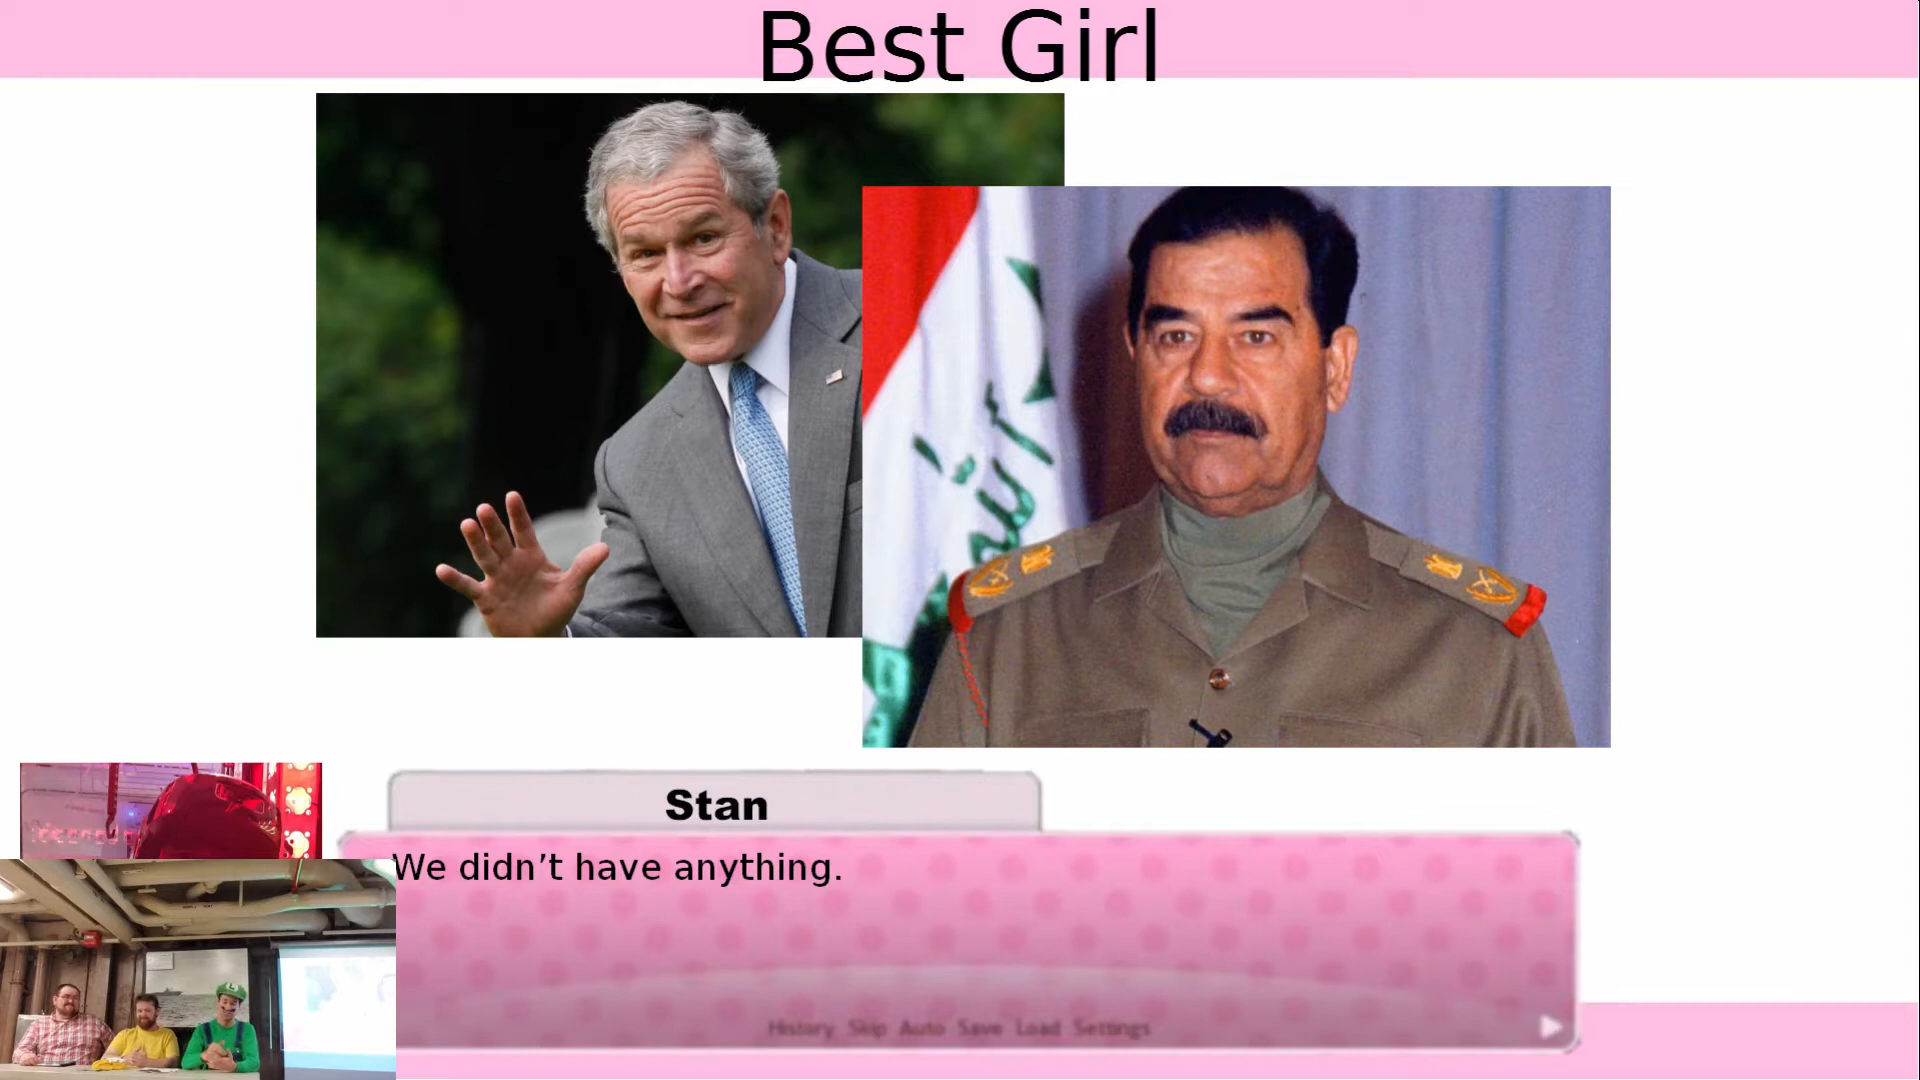 Best Girl
Stan
We didn’t have anything.
History Skip Auto Save Load Settings
L